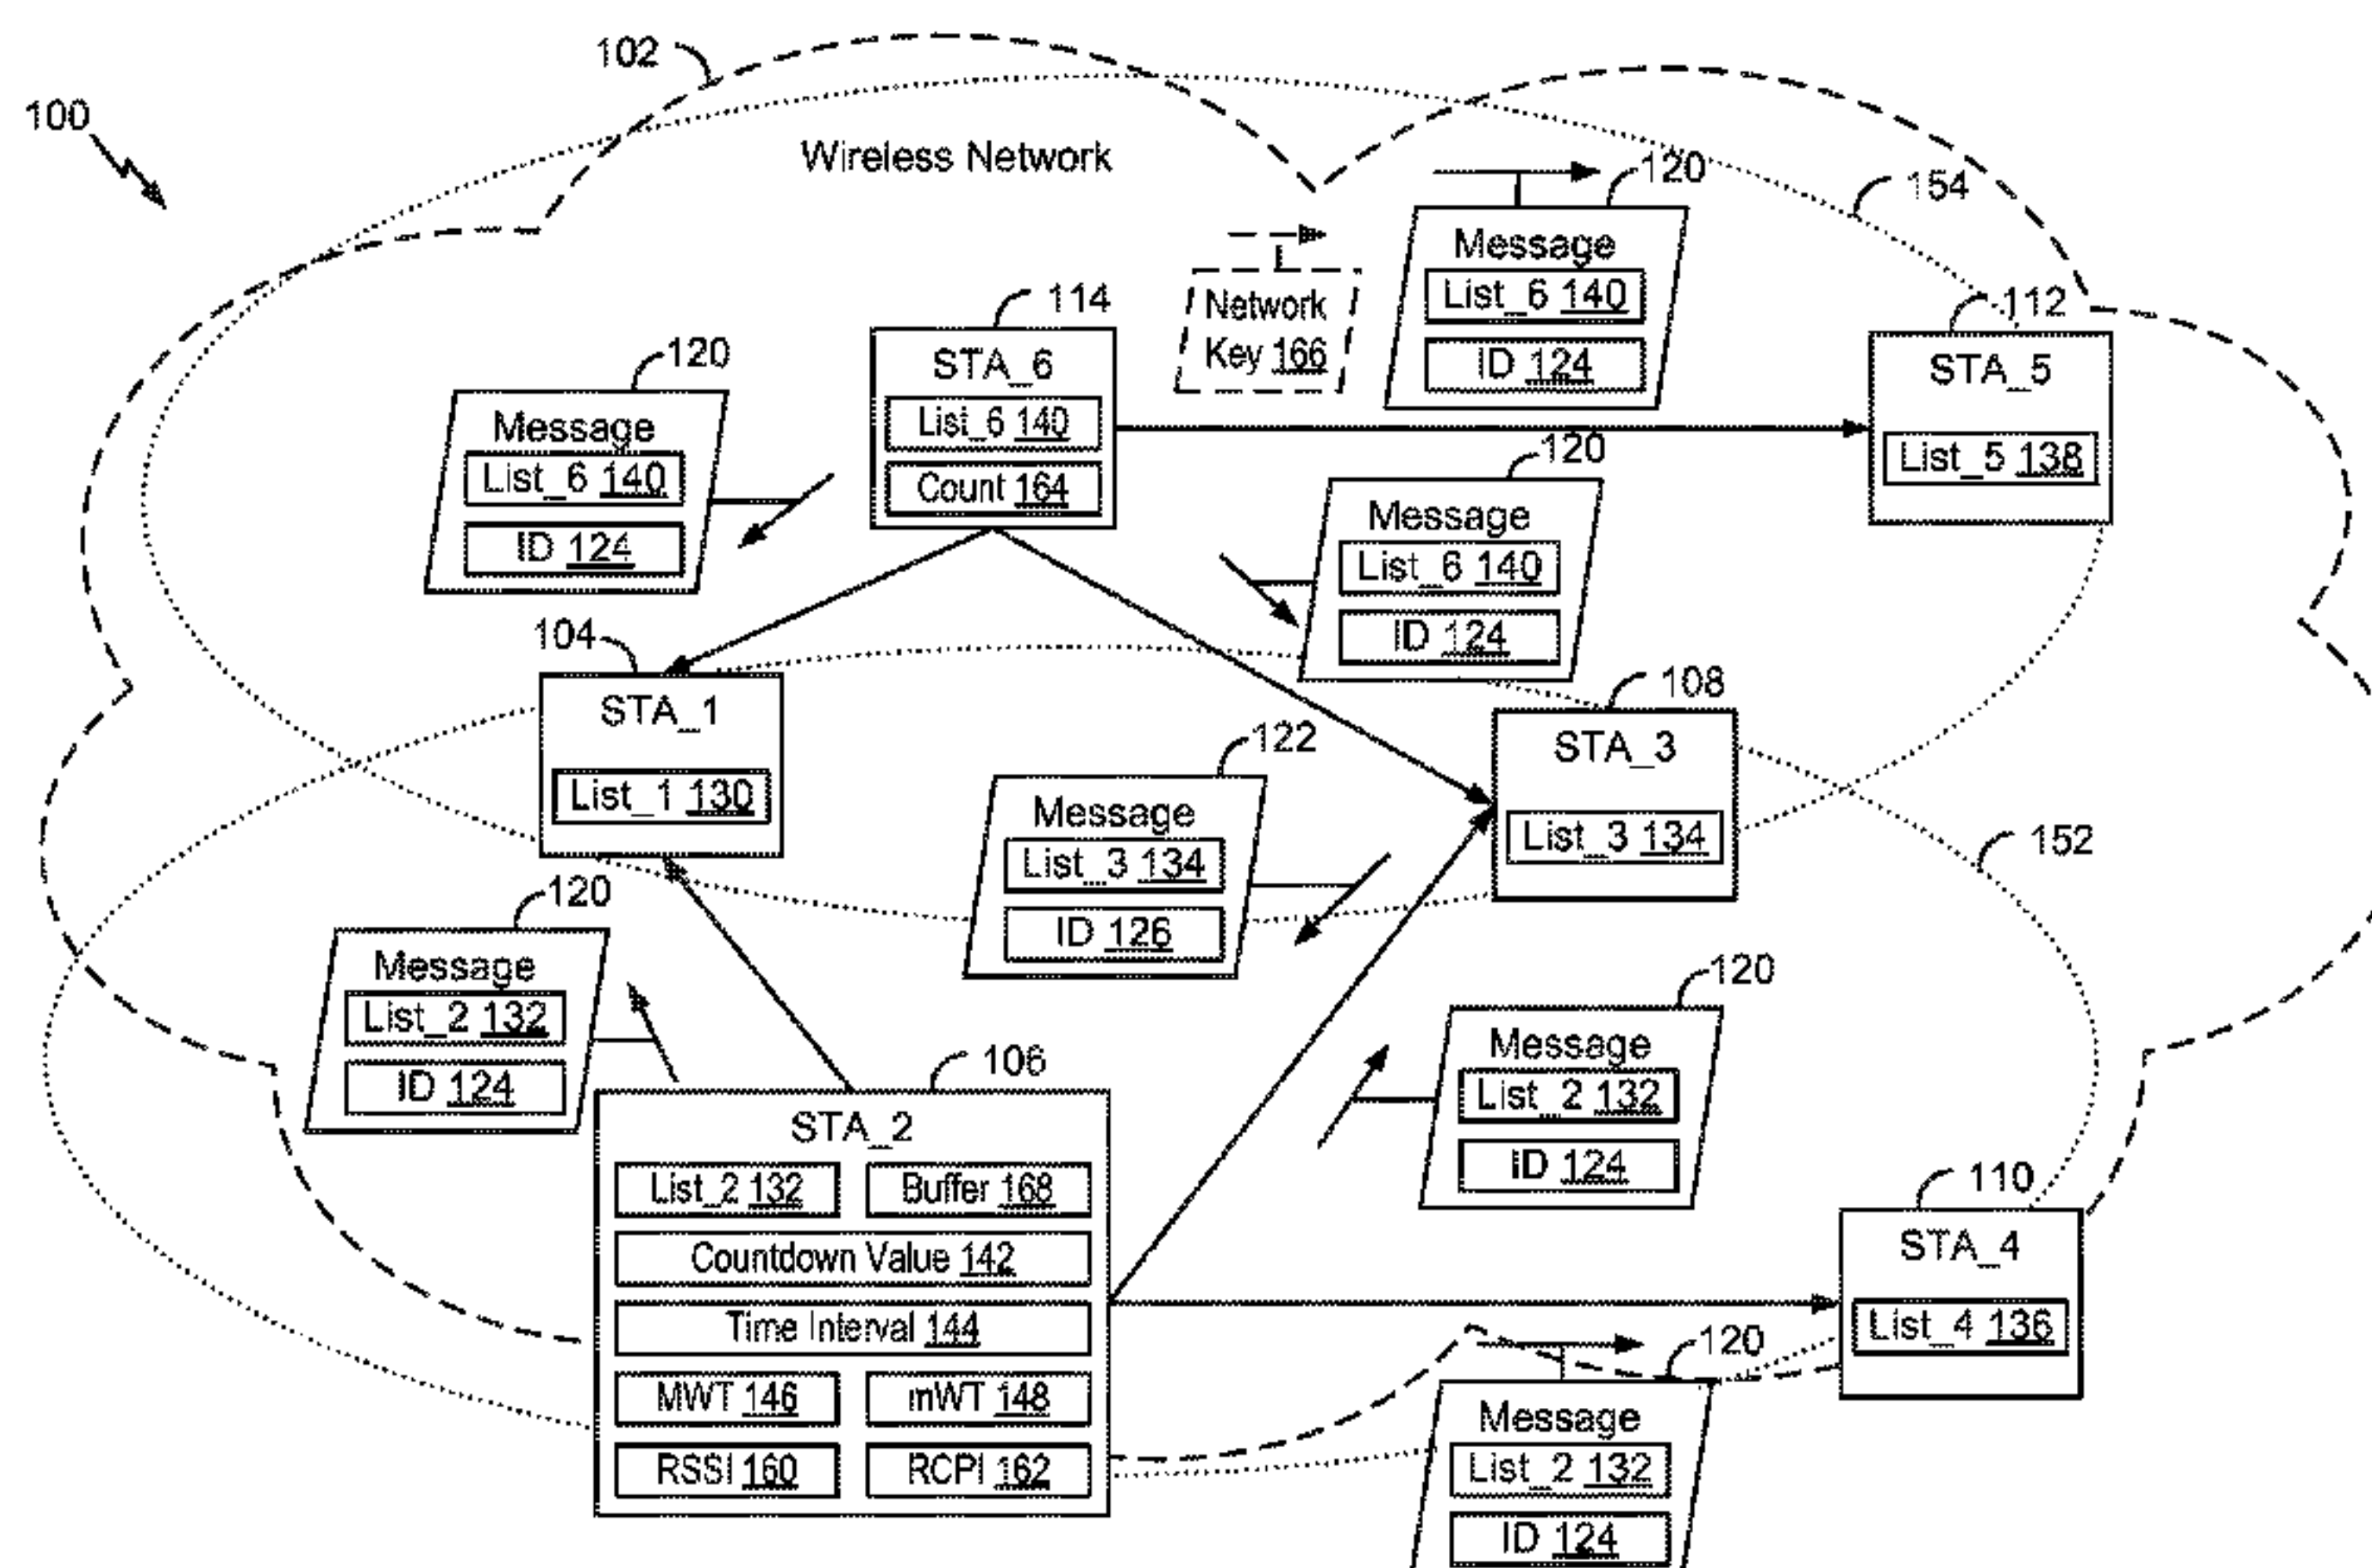 102
100
Wireless Network
120
154
Message
List_6 140
ID 124
Network
Key 166
114
STA_6
List_6 140
Count 164
112
STA_5
List_5 138
120
Message
List_6 140
ID 124
120
Message
List_6 140
ID 124
104
STA_1
List_1 130
108
STA_3
List_3 134
122
Message
List_3 134
ID 126
152
120
Message
List_2 132
ID 124
120
Message
List_2 132
ID 124
106
STA_2
List_2 132
Buffer 168
Countdown Value 142
Time Interval 144
MWT 146
mWT 148
RSSI 160
RCPI 162
110
STA_4
List_4 136
120
Message
List_2 132
ID 124